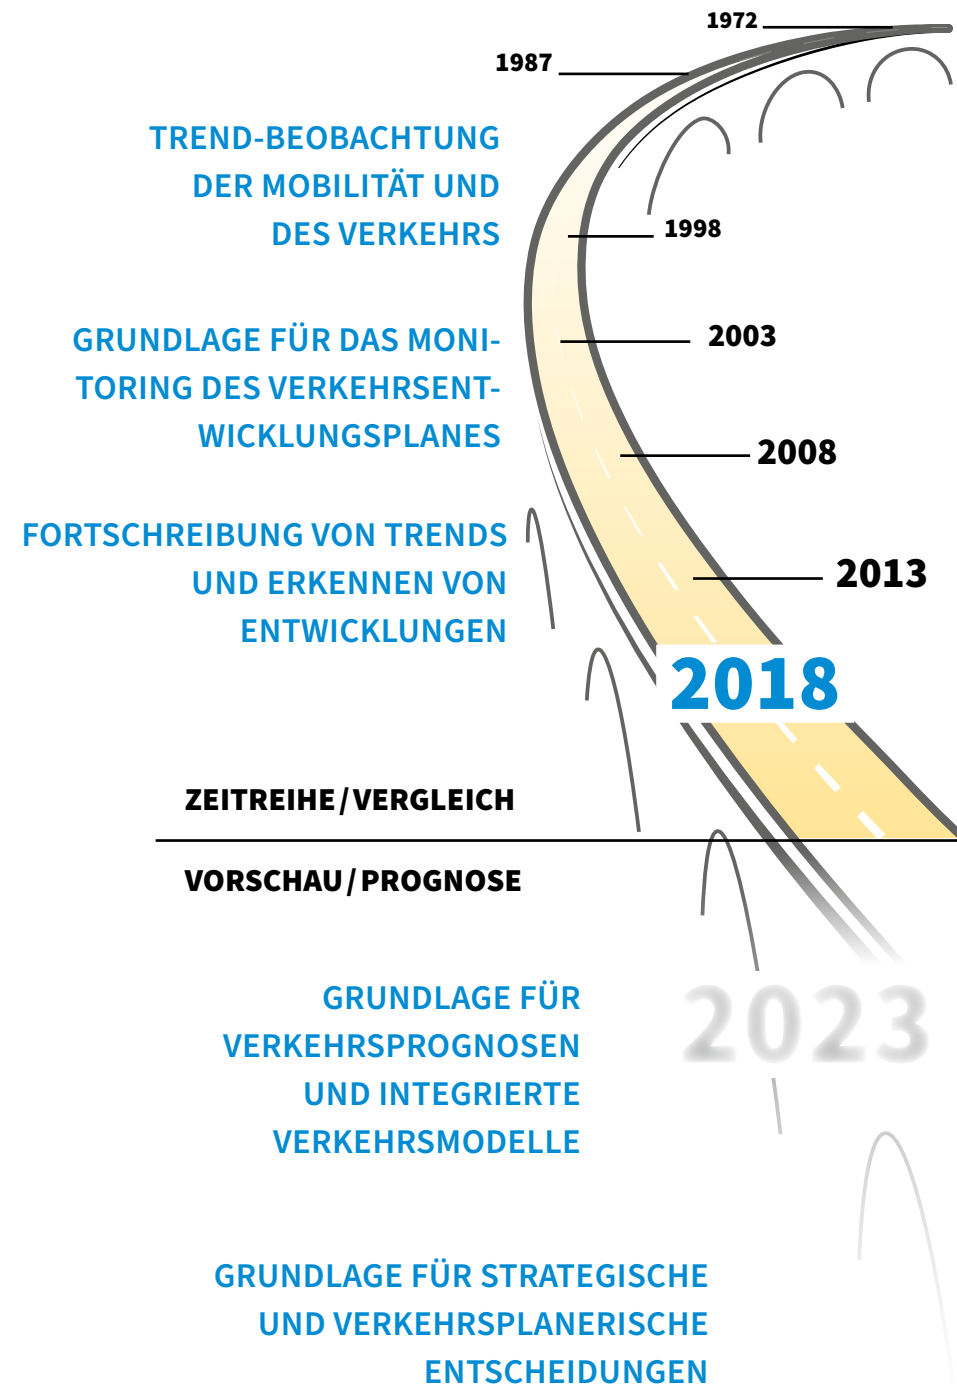 1972
1987
TREND-BEOBACHTUNG
DER MOBILITÄT UND
DES VERKEHRS
1998
GRUNDLAGE FÜR DAS MONI-
TORING DES VERKEHRSENT-
WICKLUNGSPLANES
2003
2008
FORTSCHREIBUNG VON TRENDS
UND ERKENNEN VON
ENTWICKLUNGEN
2013
2018
ZEITREIHE/VERGLEICH
VORSCHAU/PROGNOSE
GRUNDLAGE FÜR
VERKEHRSPROGNOSEN
UND INTEGRIERTE
VERKEHRSMODELLE
2023
GRUNDLAGE FÜR STRATEGISCHE
UND VERKEHRSPLANERISCHE
ENTSCHEIDUNGEN